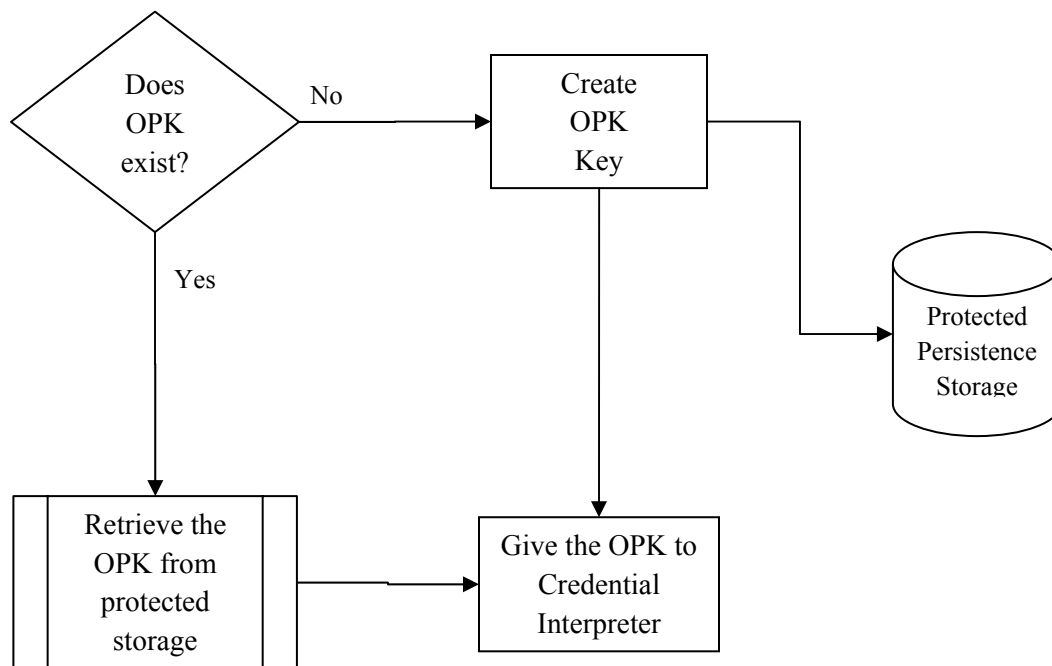 Does
OPK
exist?
No
Create
OPK
Key
Yes
Protected
Persistence
Storage
Retrieve the
OPK from
protected
storage
Give the OPK to
Credential
Interpreter